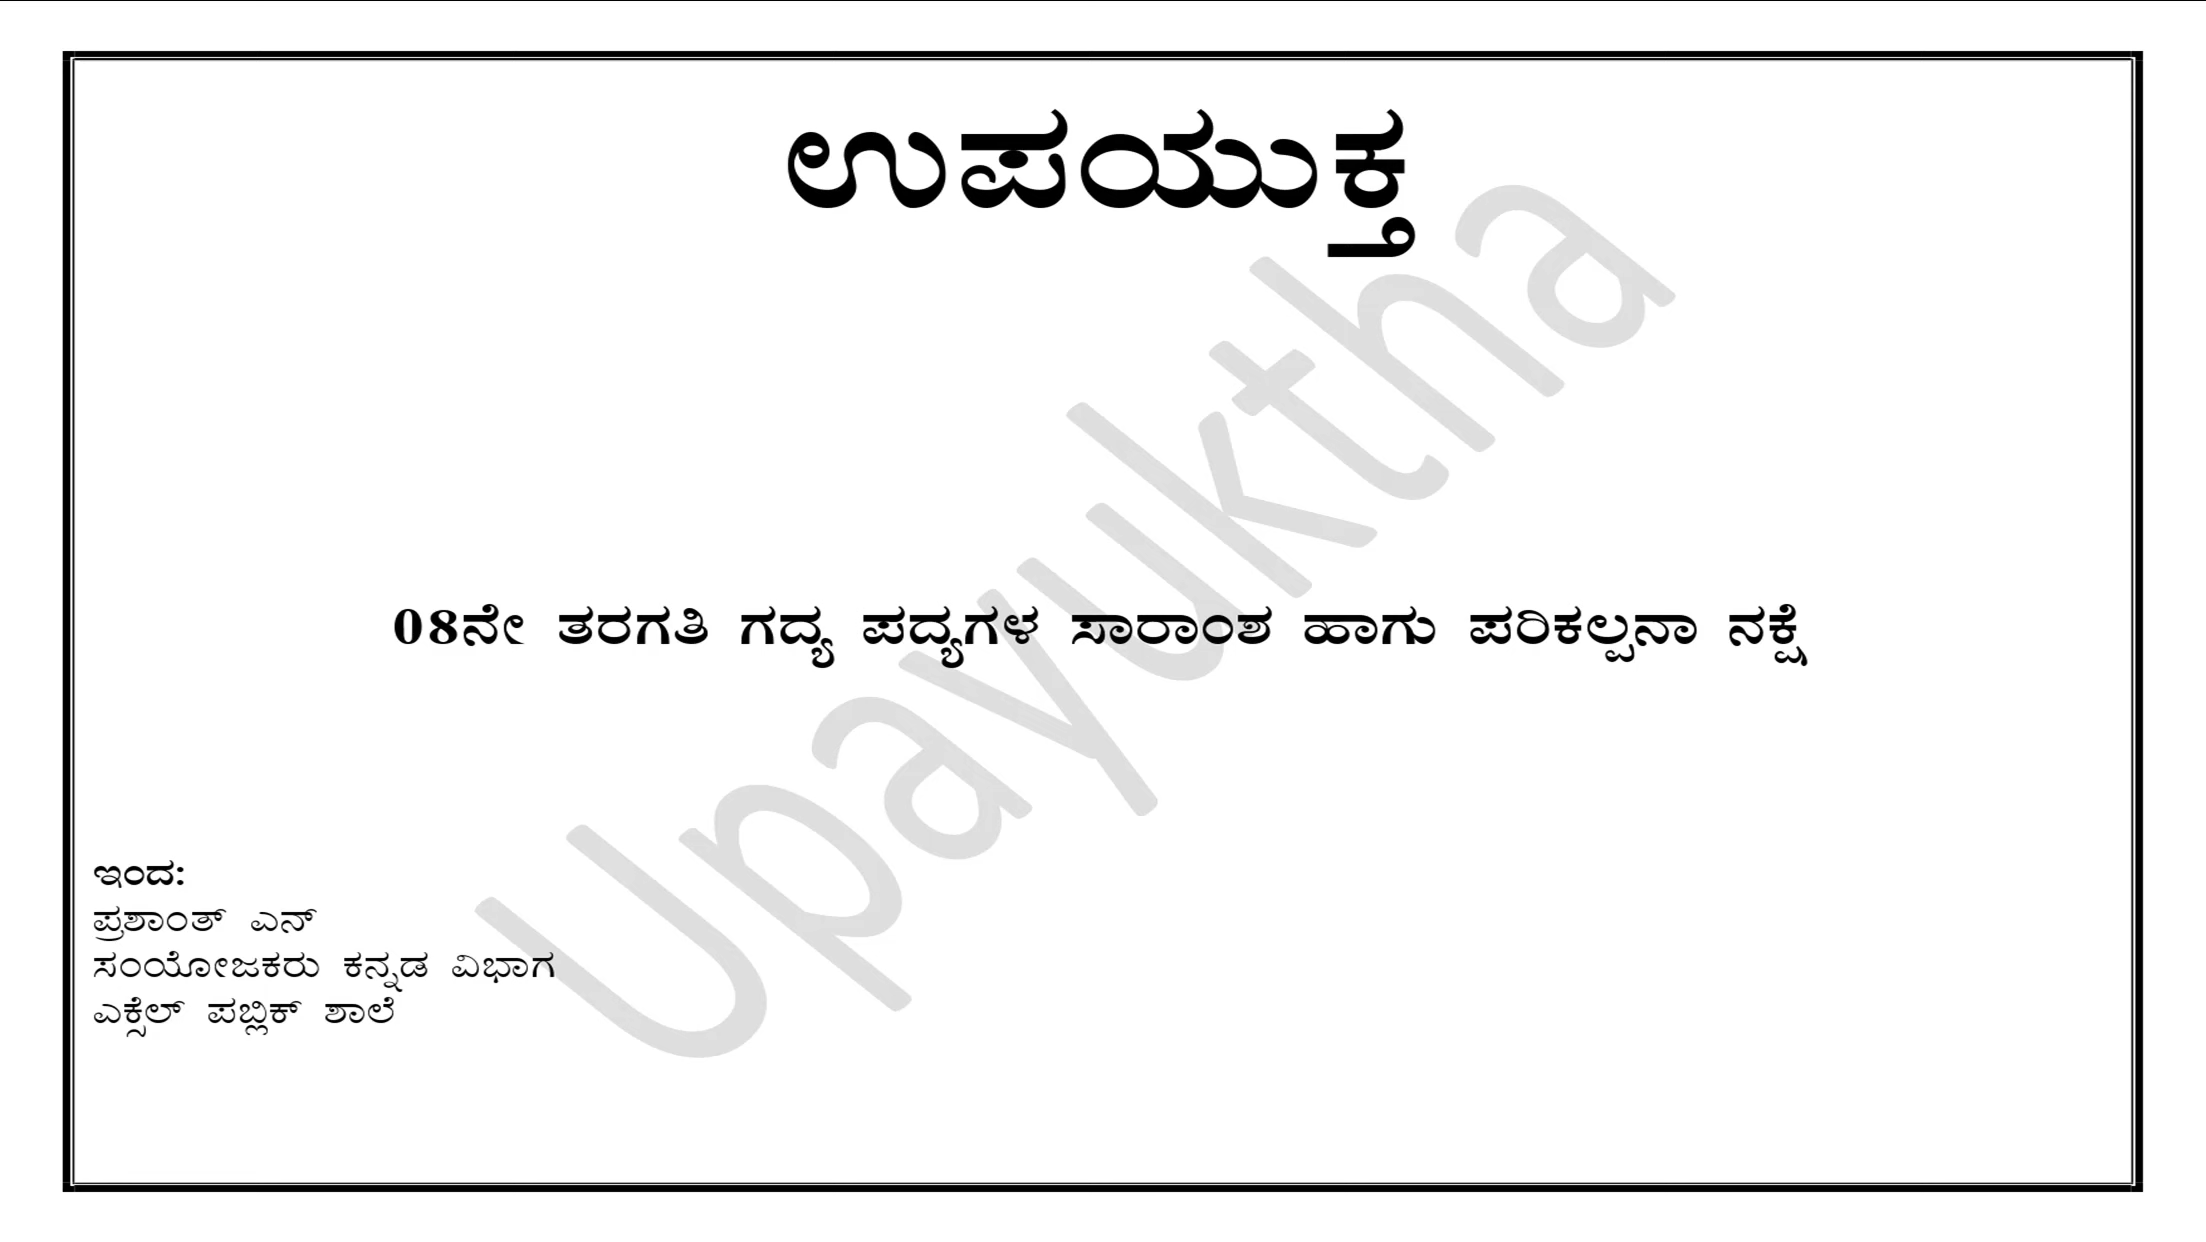 ಉಪಯುಕ್ತ
08ನೇ ತರಗತಿ ಗದ್ಯ ಪದ್ಯಗಳ ಸಾರಾಂಶ ಹಾಗು ಪರಿಕಲ್ಪನಾ ನಕ್ಷೆ
Upayuktha
ಇಂದ:
ಪ್ರಶಾಂತ್ ಎನ್
ಸಂಯೋಜಕರು ಕನ್ನಡ ವಿಭಾಗ
ಎಕ್ಸೆಲ್ ಪಬ್ಲಿಕ್ ಶಾಲೆ